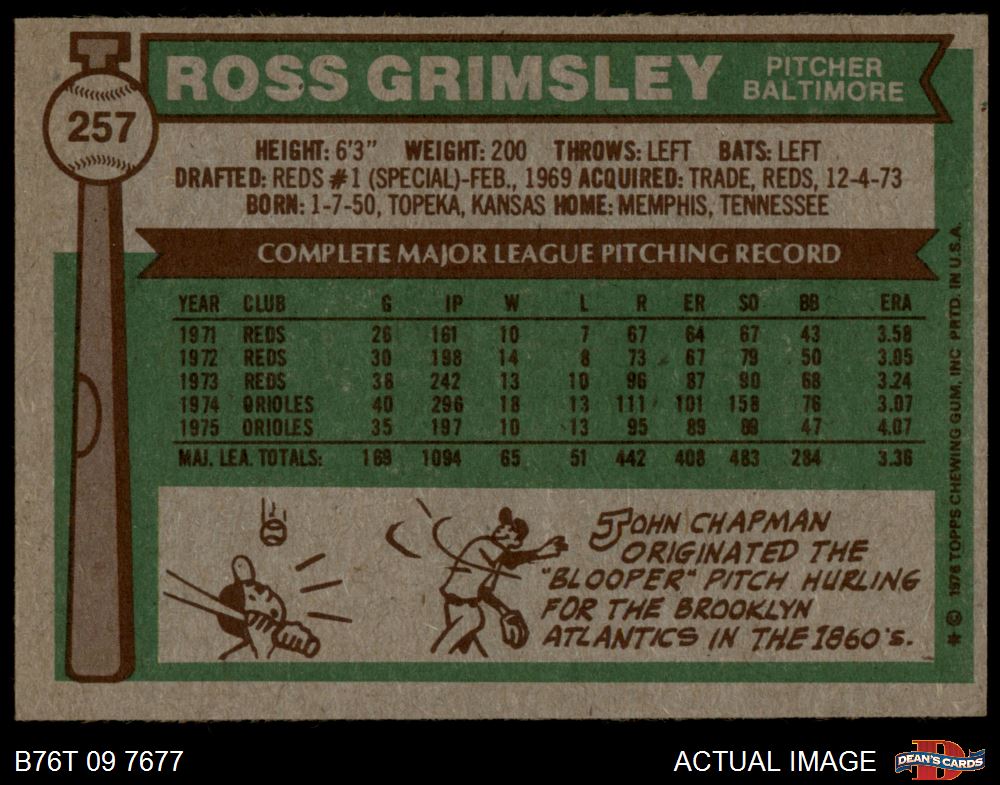 257
ROSS GRIMSLEY
PITCHER
BALTIMORE
HEIGHT: 6'3" WEIGHT: 200 THROWS: LEFT BATS: LEFT
DRAFTED: REDS #1 (SPECIAL)-FEB., 1969 ACQUIRED: TRADE, REDS, 12-4-73
BORN: 1-7-50, TOPEKA, KANSAS HOME: MEMPHIS, TENNESSEE
COMPLETE MAJOR LEAGUE PITCHING RECORD
YEAR CLUB G IP W L R ER SO BB ERA
1971 REDS 26 161 10 7 67 64 67 43 3.58
1972 REDS 30 198 14 8 73 67 79 50 3.05
1973 REDS 38 242 13 10 96 87 90 68 3.24
1974 ORIOLES 40 296 18 13 111 101 158 76 3.07
1975 ORIOLES 35 197 10 13 95 89 89 47 4.07
MAJ. LEA. TOTALS: 169 1094 65 51 442 408 483 284 3.36
JOHN CHAPMAN
ORIGINATED THE
"BLOOPER" PITCH HURLING
FOR THE BROOKLYN
ATLANTICS IN THE 1860's.
* © 1976 TOPPS CHEWING GUM, INC PRTD. IN U.S.A.
B76T 09 7677
ACTUAL IMAGE
D
DEAN'S CARDS